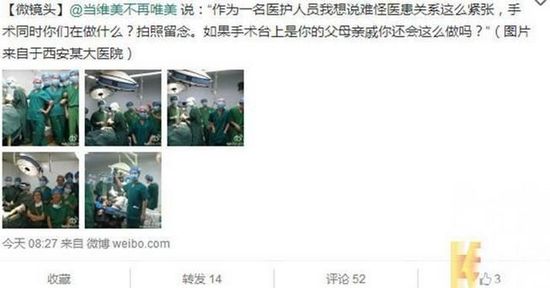 【微镜头】@当维美不再唯美 说：“作为一名医护人员我想说难怪医患关系这么紧张，手
术同时你们在做什么？拍照留念。如果手术台上是你的父母亲戚你还会这么做吗？”（图片
来自于西安某大医院）
今天 08:27 来自 微博 weibo.com
收藏 转发 14 评论 52 3